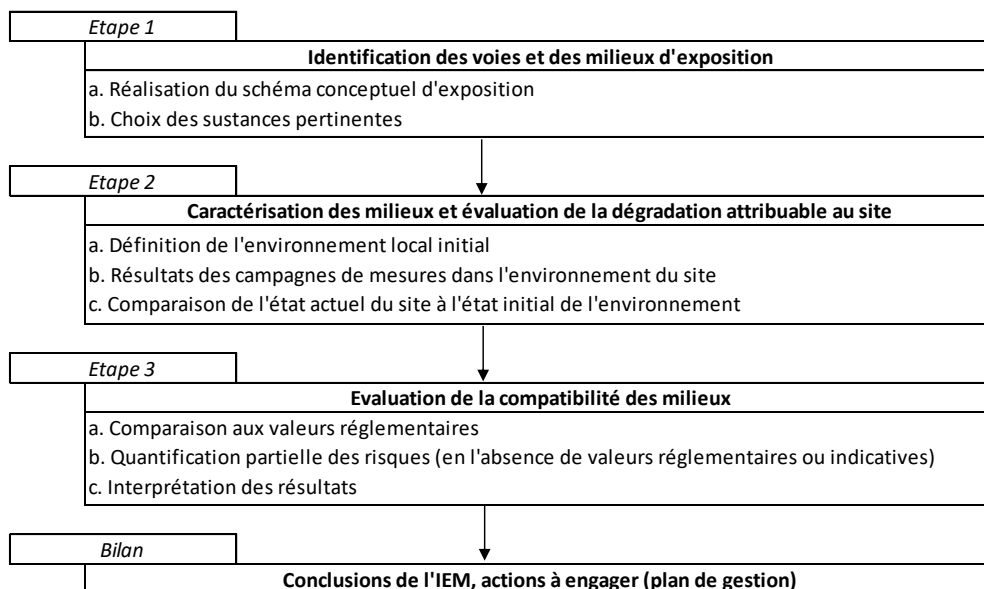 Etape 1
Identification des voies et des milieux d'exposition
a. Réalisation du schéma conceptuel d'exposition
b. Choix des sustances pertinentes
Etape 2
Caractérisation des milieux et évaluation de la dégradation attribuable au site
a. Définition de l'environnement local initial
b. Résultats des campagnes de mesures dans l'environnement du site
c. Comparaison de l'état actuel du site à l'état initial de l'environnement
Etape 3
Evaluation de la compatibilité des milieux
a. Comparaison aux valeurs réglementaires
b. Quantification partielle des risques (en l'absence de valeurs réglementaires ou indicatives)
c. Interprétation des résultats
Bilan
Conclusions de l'IEM, actions à engager (plan de gestion)